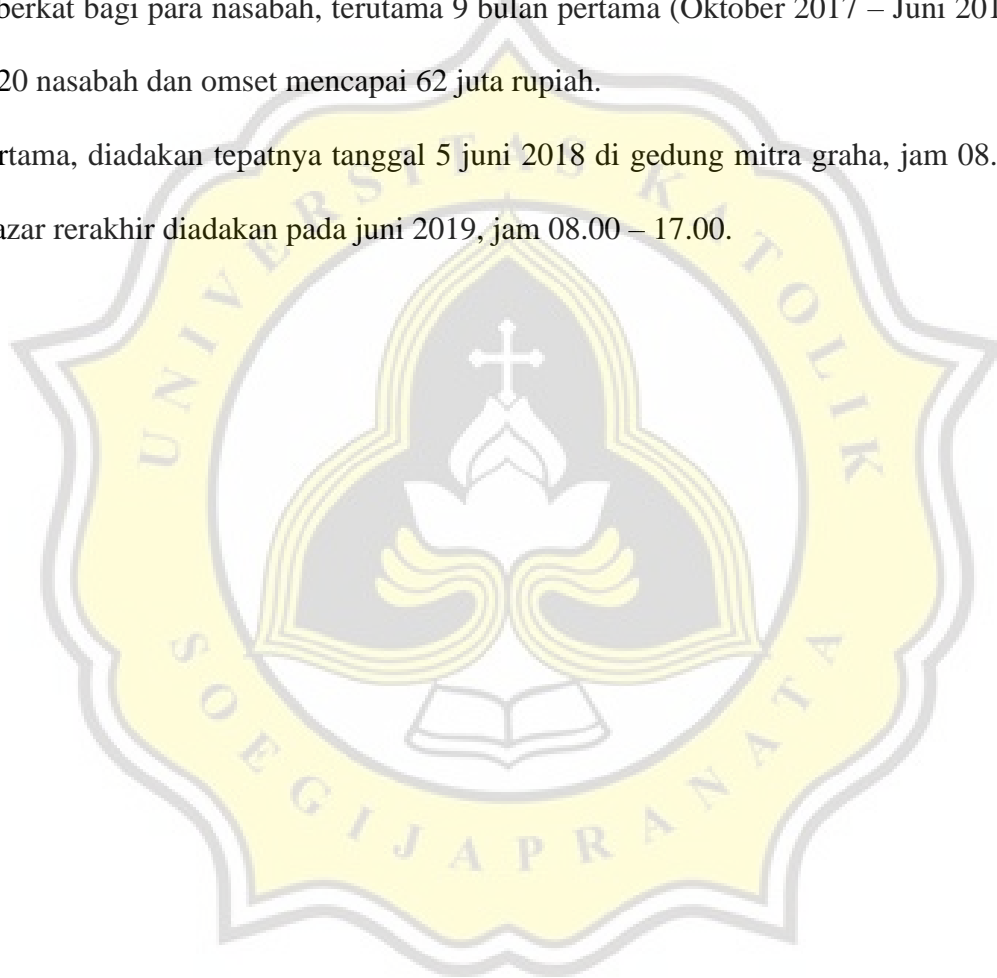 berkat bagi para nasabah, terutama 9 bulan pertama (Oktober 2017 – Juni 201
20 nasabah dan omset mencapai 62 juta rupiah.
rtama, diadakan tepatnya tanggal 5 juni 2018 di gedung mitra graha, jam 08.
azar rerakhir diadakan pada juni 2019, jam 08.00 – 17.00.
UNIVERSITAS KATOLIK
SOEGIJAPRANATA